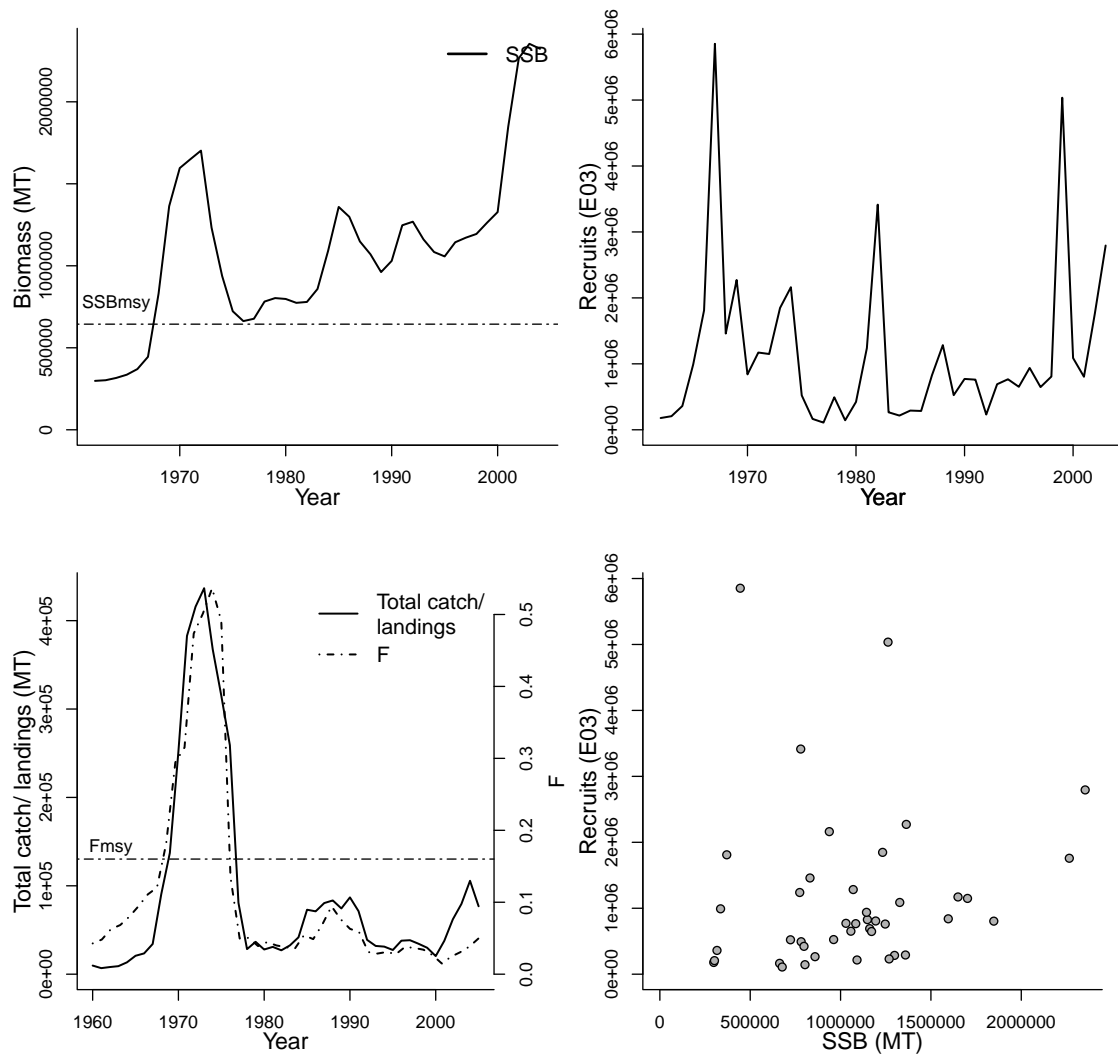 SSB
Biomass (MT)
0
500000
1000000
2000000
SSBmsy
1970
1980
1990
2000
Year
Recruits (E03)
0e+00
1e+06
2e+06
3e+06
4e+06
5e+06
6e+06
1970
1980
1990
2000
Year
Total catch/
landings
F
Total catch/ landings (MT)
0e+00
1e+05
2e+05
3e+05
4e+05
Fmsy
0.0
0.1
0.2
0.3
0.4
0.5
F
1960
1970
1980
1990
2000
Year
Recruits (E03)
0e+00
1e+06
2e+06
3e+06
4e+06
5e+06
6e+06
0
500000
1000000
1500000
2000000
SSB (MT)